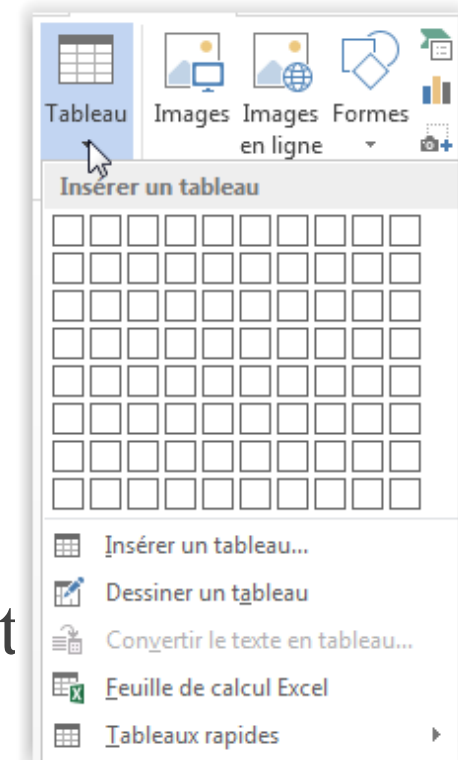 Tableau Images Images Formes
en ligne
Insérer un tableau
Insérer un tableau...
Dessiner un tableau
t
Convertir le texte en tableau...
Feuille de calcul Excel
Tableaux rapides